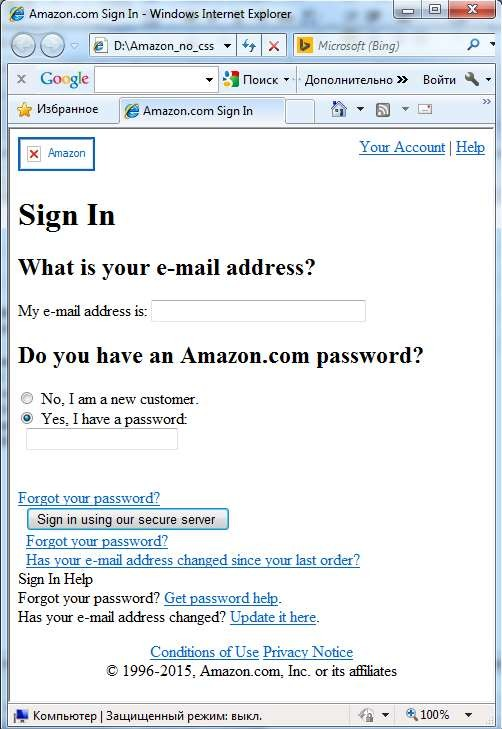 Amazon Sign In - Windows Internet Explorer
D:\Amazon_no_css
Microsoft (Bing)
Google
Поиск
Дополнительно »
Войти
Избранное
Amazon.com Sign In
»
Amazon
Your Account | Help
Sign In
What is your e-mail address?
My e-mail address is:
Do you have an Amazon.com password?
No, I am a new customer.
Yes, I have a password:
Forgot your password?
Sign in using our secure server
Forgot your password?
Has your e-mail address changed since your last order?
Sign In Help
Forgot your password? Get password help.
Has your e-mail address changed? Update it here.
Conditions of Use Privacy Notice
© 1996-2015, Amazon.com, Inc. or its affiliates
Компьютер | Защищенный режим: выкл.
100%